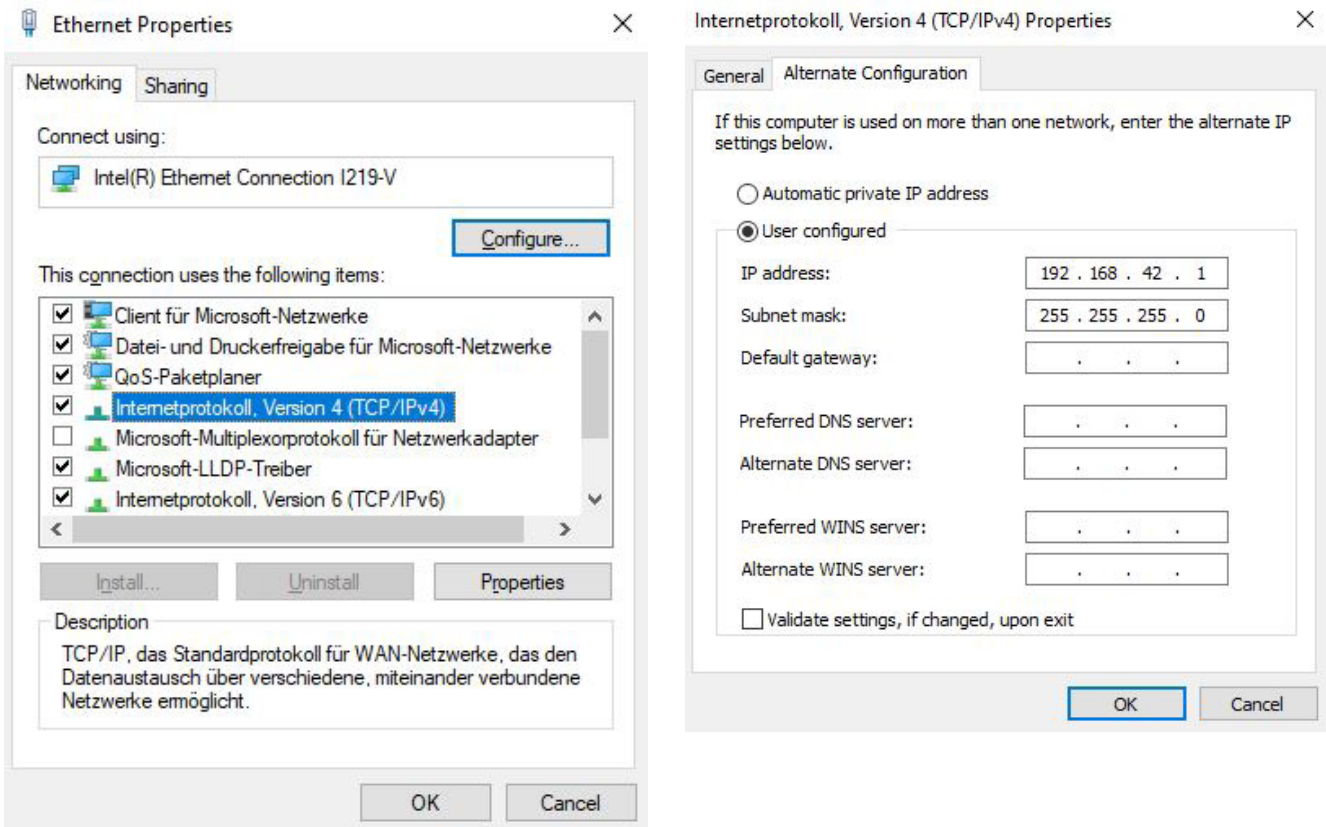 Ethernet Properties
Networking
Sharing
Connect using:
Intel(R) Ethernet Connection I219-V
Configure...
This connection uses the following items:
Client für Microsoft-Netzwerke
Datei- und Druckerfreigabe für Microsoft-Netzwerke
QoS-Paketplaner
Internetprotokoll, Version 4 (TCP/IPv4)
Microsoft-Multiplexorprotokoll für Netzwerkadapter
Microsoft-LLDP-Treiber
Internetprotokoll, Version 6 (TCP/IPv6)
Install...
Uninstall
Properties
Description
TCP/IP, das Standardprotokoll für WAN-Netzwerke, das den
Datenaustausch über verschiedene, miteinander verbundene
Netzwerke ermöglicht.
OK
Cancel
Internetprotokoll, Version 4 (TCP/IPv4) Properties
General
Alternate Configuration
If this computer is used on more than one network, enter the alternate IP
settings below.
Automatic private IP address
User configured
IP address: 192 . 168 . 42 . 1
Subnet mask: 255 . 255 . 255 . 0
Default gateway: . . .
Preferred DNS server: . . .
Alternate DNS server: . . .
Preferred WINS server: . . .
Alternate WINS server: . . .
Validate settings, if changed, upon exit
OK
Cancel